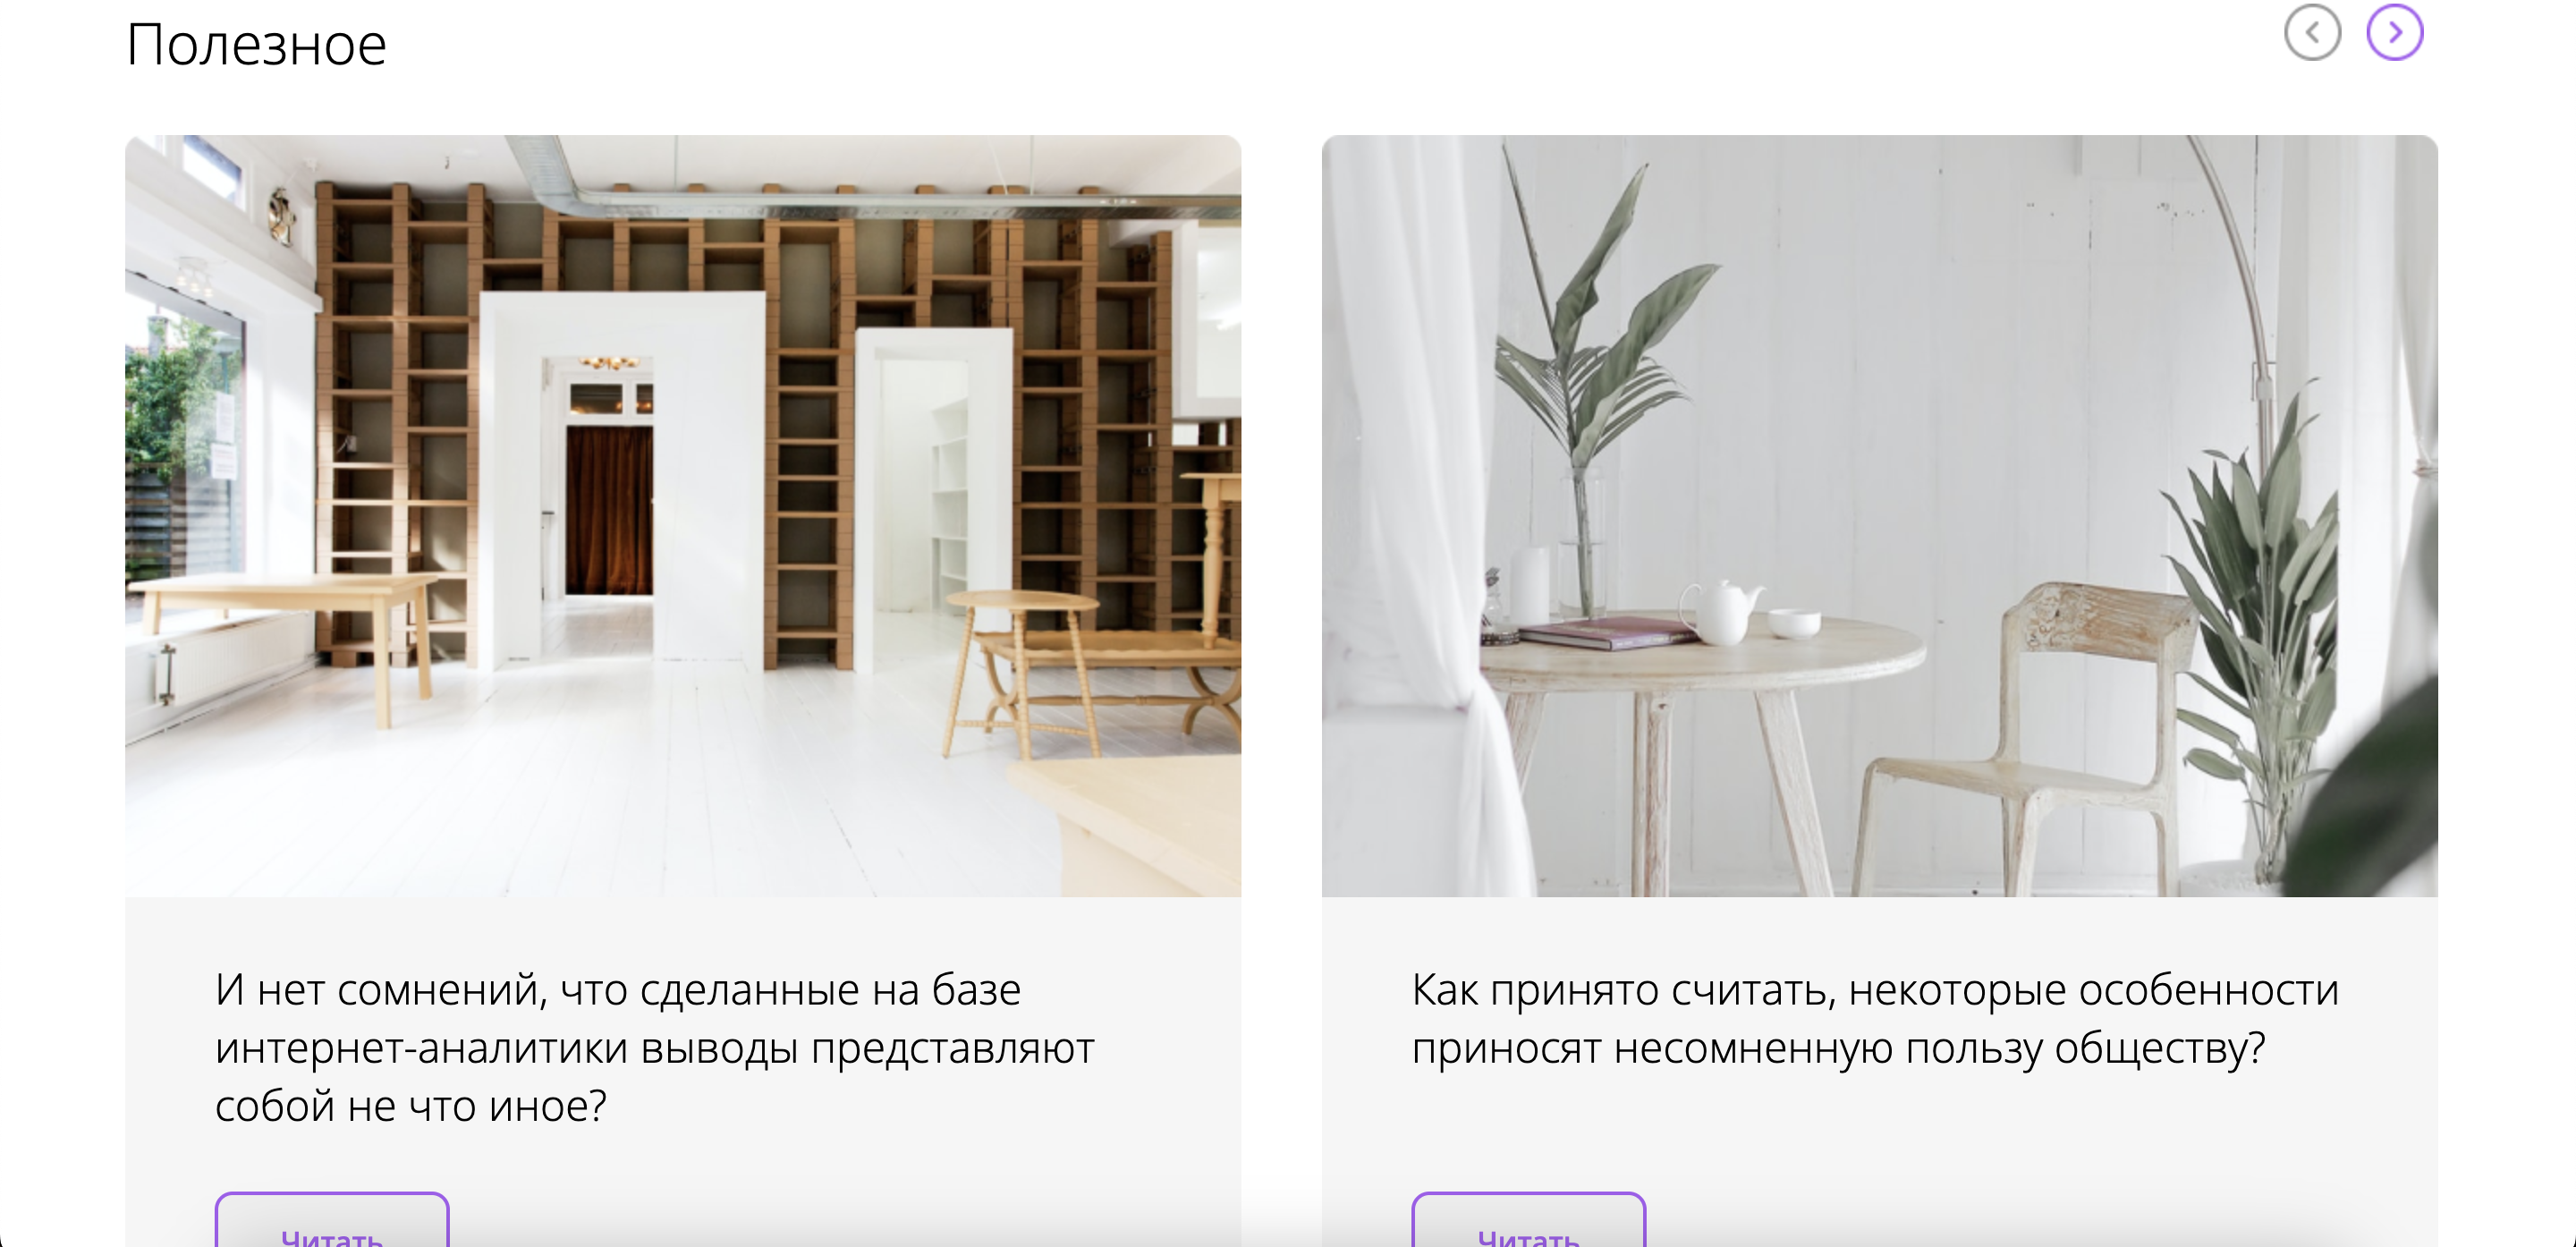 Полезное
И нет сомнений, что сделанные на базе
интернет-аналитики выводы представляют
собой не что иное?
Как принято считать, некоторые особенности
приносят несомненную пользу обществу?
Читать
Читать